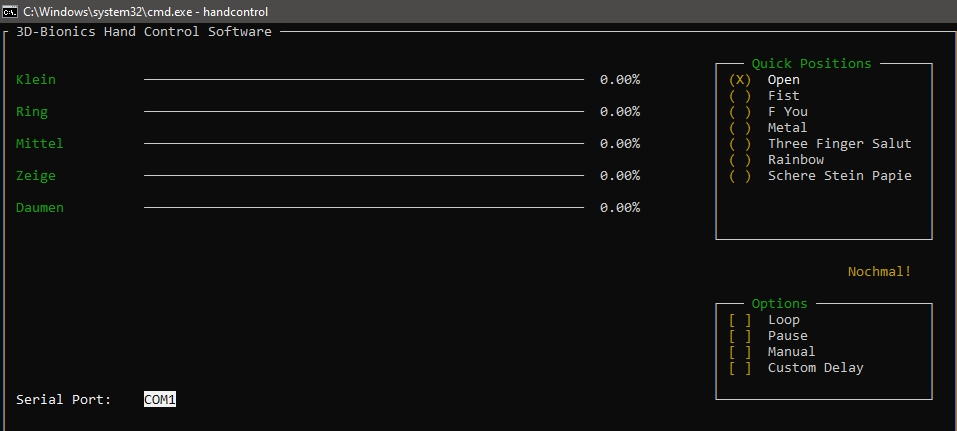 C:\Windows\system32\cmd.exe - handcontrol
3D-Bionics Hand Control Software
Klein 0.00%
Ring 0.00%
Mittel 0.00%
Zeige 0.00%
Daumen 0.00%
Quick Positions
(X) Open
( ) Fist
( ) F You
( ) Metal
( ) Three Finger Salut
( ) Rainbow
( ) Schere Stein Papie
Nochmal!
Options
[ ] Loop
[ ] Pause
[ ] Manual
[ ] Custom Delay
Serial Port: COM1